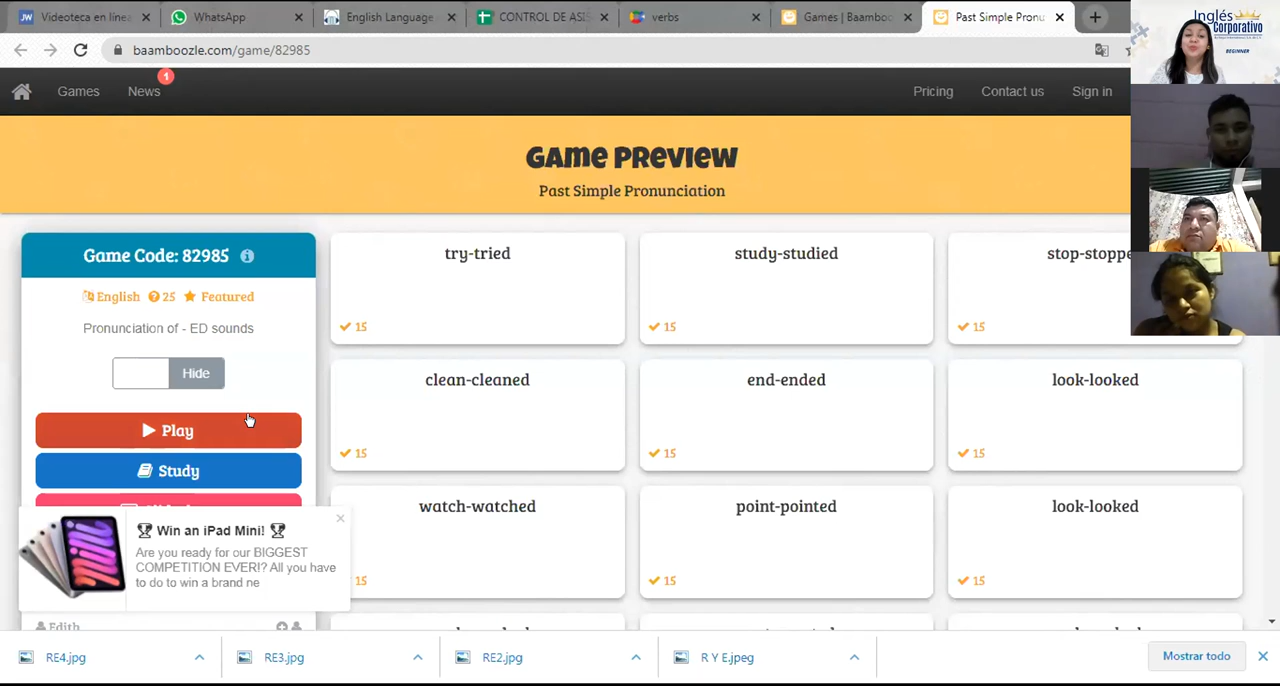 Videoteca en línea
WhatsApp
English Language
CONTROL DE ASIS
verbs
Games | Baamboo
Past Simple Pronu
baamboozle.com/game/82985
Inglés
Corporativo
BEGINNER
Games
News
1
Pricing
Contact us
Sign in
Game Preview
Past Simple Pronunciation
Game Code: 82985
English
25
Featured
Pronunciation of - ED sounds
Hide
Play
Study
try-tried
15
study-studied
15
stop-stoppe
15
clean-cleaned
15
end-ended
15
look-looked
15
watch-watched
15
point-pointed
15
look-looked
15
Win an iPad Mini!
Are you ready for our BIGGEST
COMPETITION EVER!? All you have
to do to win a brand ne
Edith
RE4.jpg
RE3.jpg
RE2.jpg
R Y E.jpeg
Mostrar todo